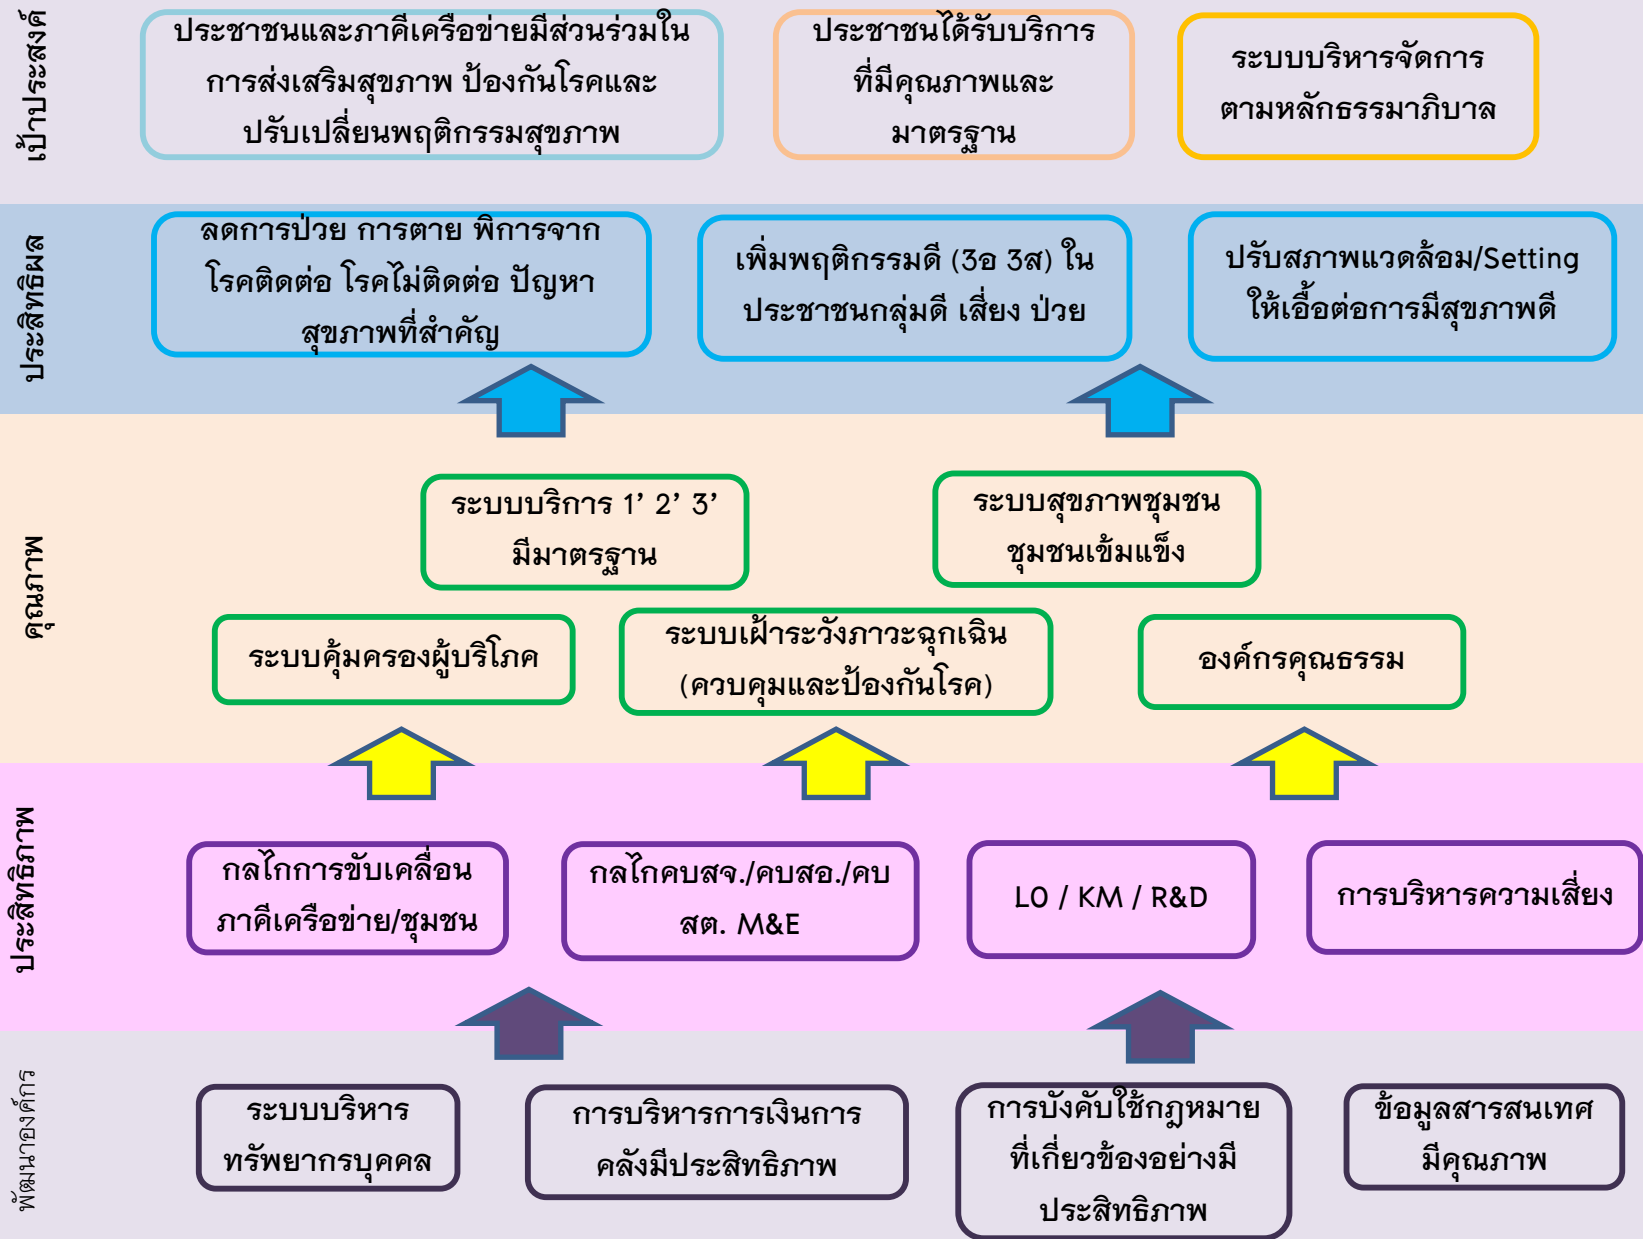 เป้าประสงค์
ประชาชนและภาคีเครือข่ายมีส่วนร่วมใน
การส่งเสริมสุขภาพ ป้องกันโรคและ
ปรับเปลี่ยนพฤติกรรมสุขภาพ
ประชาชนได้รับบริการ
ที่มีคุณภาพและ
มาตรฐาน
ระบบบริหารจัดการ
ตามหลักธรรมาภิบาล
ประสิทธิผล
ลดการป่วย การตาย พิการจาก
โรคติดต่อ โรคไม่ติดต่อ ปัญหา
สุขภาพที่สำคัญ
เพิ่มพฤติกรรมดี (3อ 3ส) ใน
ประชาชนกลุ่มดี เสี่ยง ป่วย
ปรับสภาพแวดล้อม/Setting
ให้เอื้อต่อการมีสุขภาพดี
คุณภาพ
ระบบบริการ 1’ 2’ 3’
มีมาตรฐาน
ระบบสุขภาพชุมชน
ชุมชนเข้มแข็ง
ระบบคุ้มครองผู้บริโภค
ระบบเฝ้าระวังภาวะฉุกเฉิน
(ควบคุมและป้องกันโรค)
องค์กรคุณธรรม
ประสิทธิภาพ
กลไกการขับเคลื่อน
ภาคีเครือข่าย/ชุมชน
กลไกคบสจ./คบสอ./คบ
สต. M&E
LO / KM / R&D
การบริหารความเสี่ยง
พัฒนาองค์กร
ระบบบริหาร
ทรัพยากรบุคคล
การบริหารการเงินการ
คลังมีประสิทธิภาพ
การบังคับใช้กฎหมาย
ที่เกี่ยวข้องอย่างมี
ประสิทธิภาพ
ข้อมูลสารสนเทศ
มีคุณภาพ